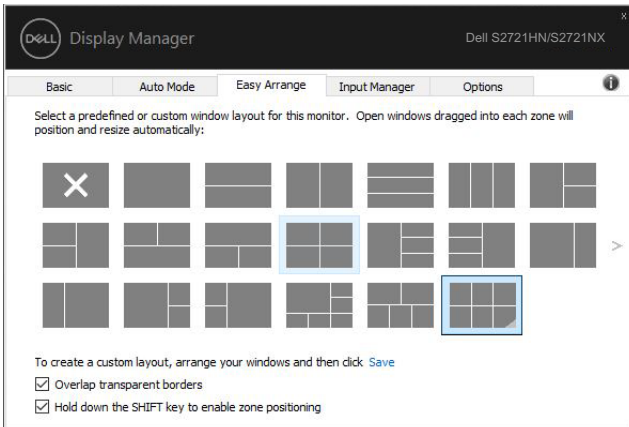 x
DELL Display Manager Dell S2721HN/S2721NX
Basic Auto Mode Easy Arrange Input Manager Options i
Select a predefined or custom window layout for this monitor. Open windows dragged into each zone will
position and resize automatically:
>
To create a custom layout, arrange your windows and then click Save
Overlap transparent borders
Hold down the SHIFT key to enable zone positioning